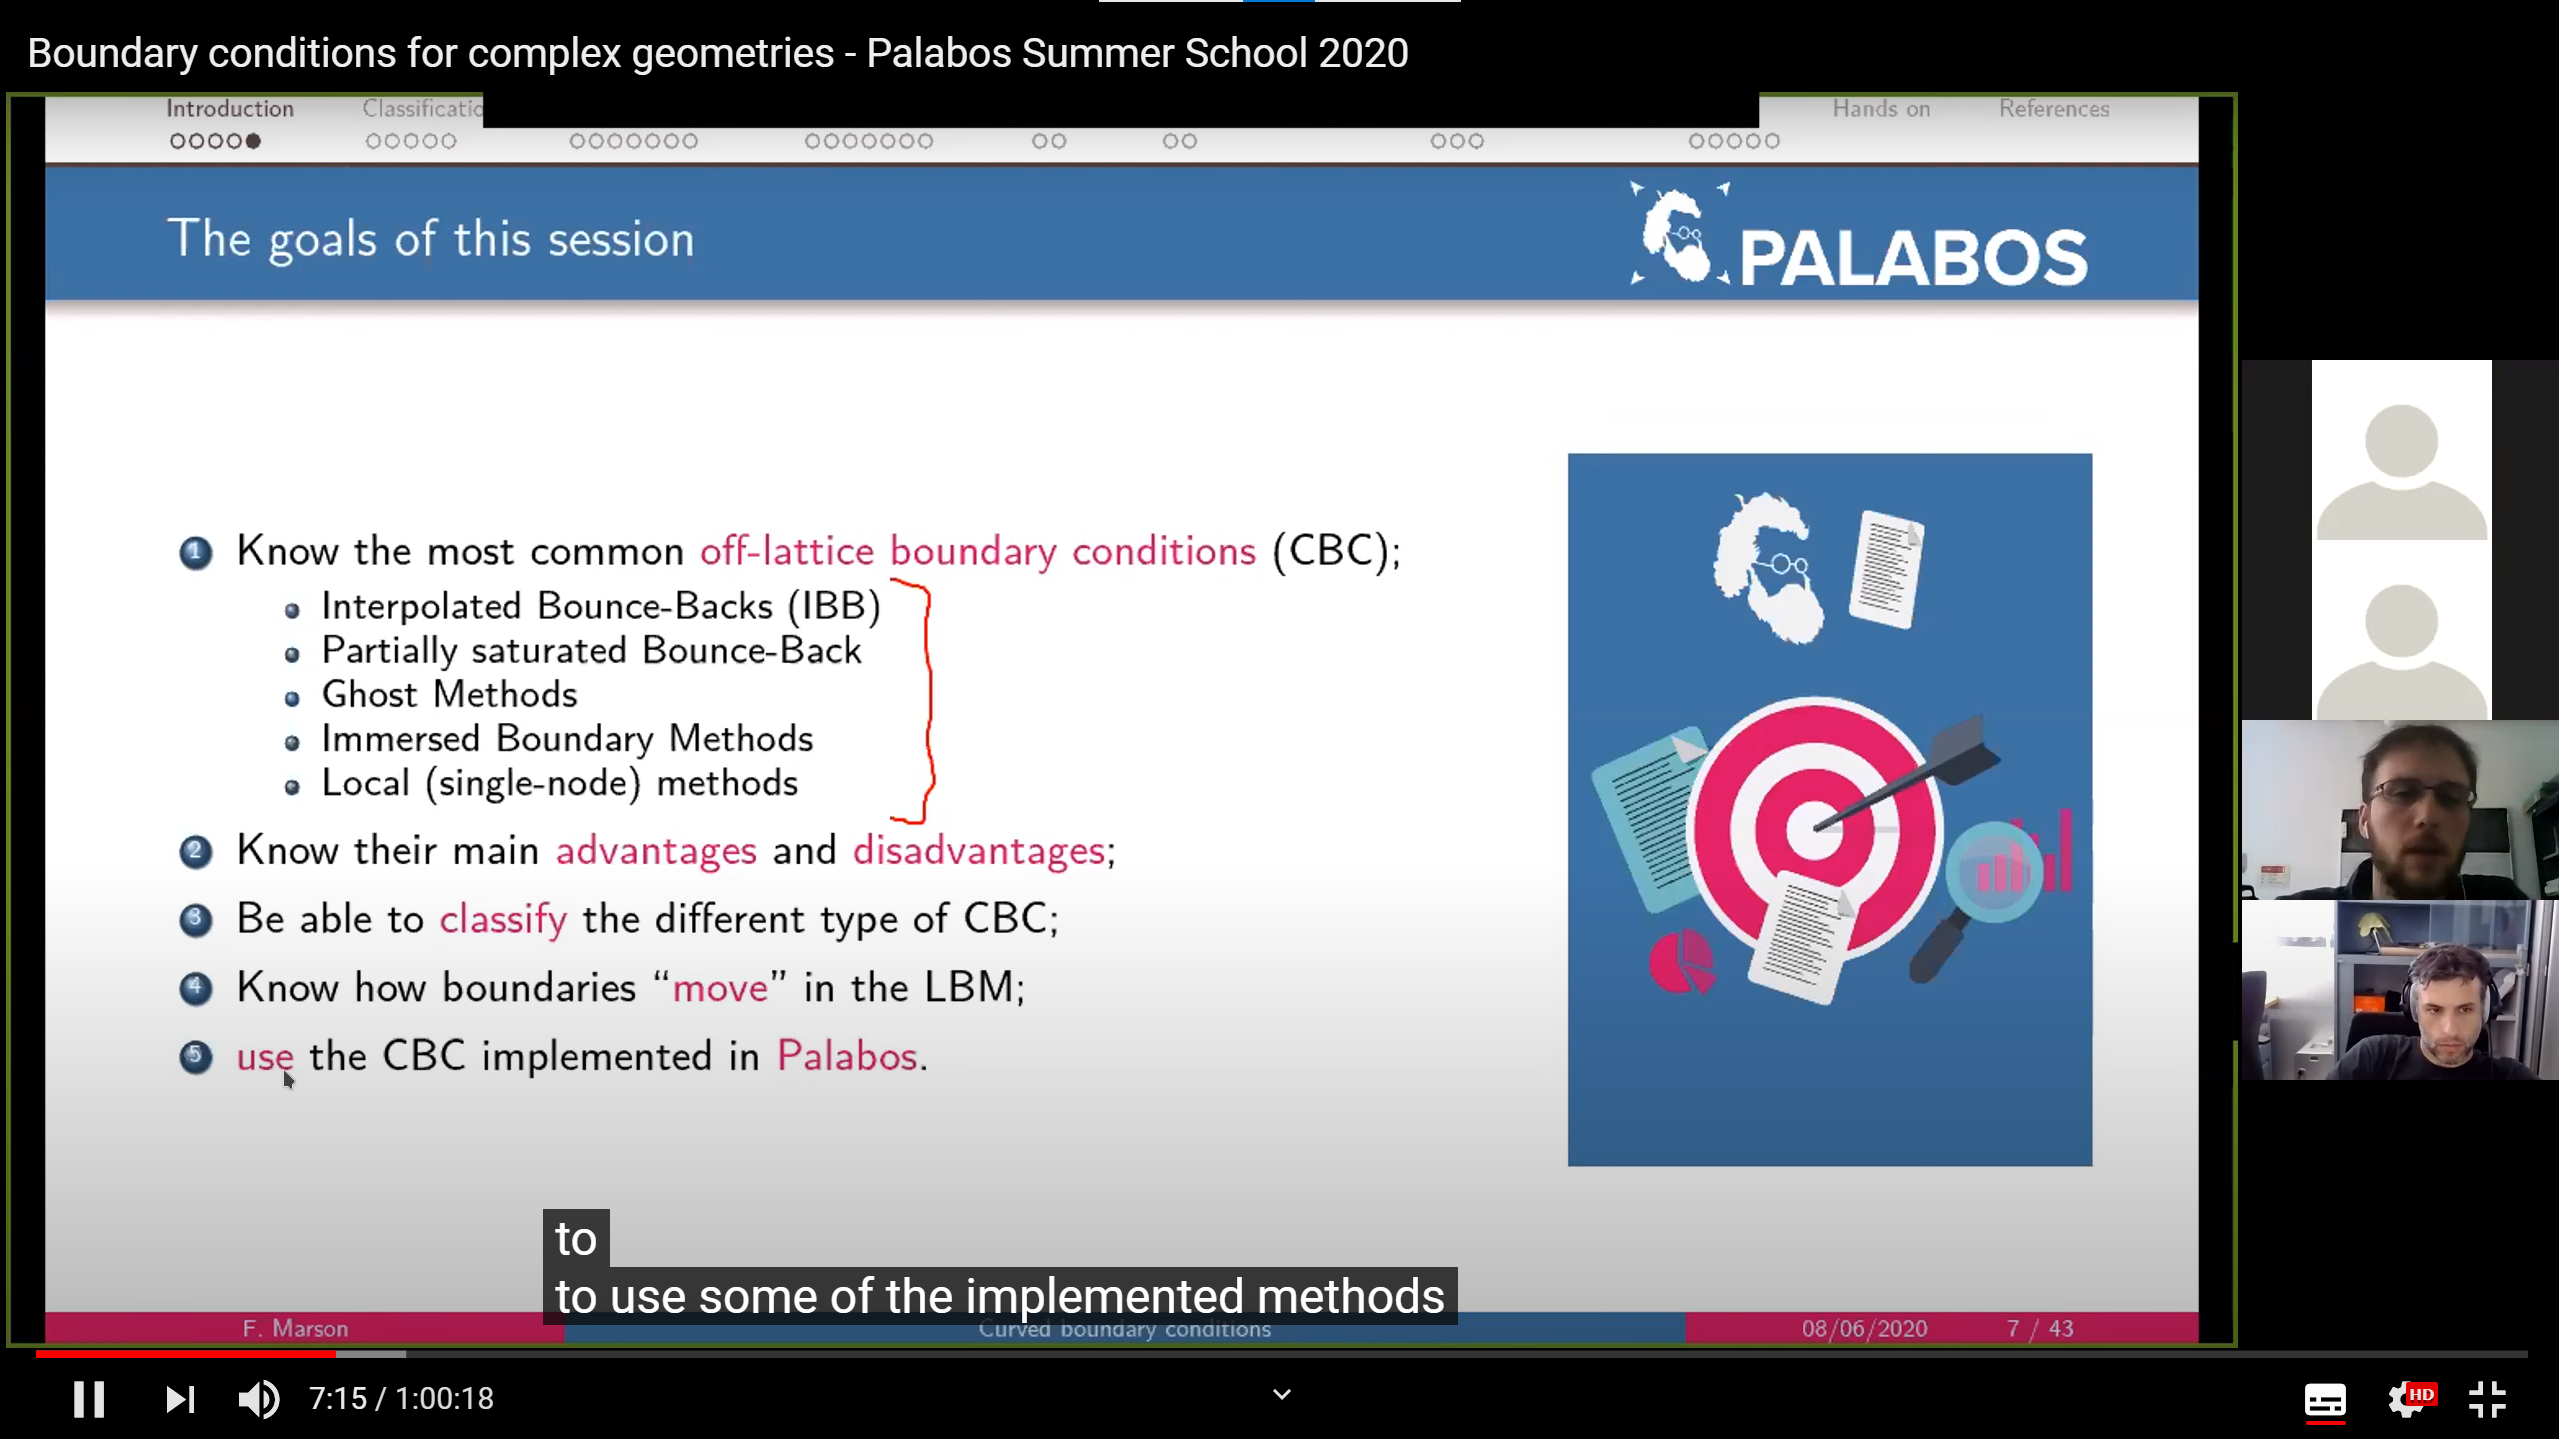 Boundary conditions for complex geometries - Palabos Summer School 2020
Introduction
Hands on
References
The goals of this session
PALABOS
1 Know the most common off-lattice boundary conditions (CBC);
Interpolated Bounce-Backs (IBB)
Partially saturated Bounce-Back
Ghost Methods
Immersed Boundary Methods
Local (single-node) methods
2 Know their main advantages and disadvantages;
3 Be able to classify the different type of CBC;
4 Know how boundaries “move” in the LBM;
5 use the CBC implemented in Palabos.
to
to use some of the implemented methods
F. Marson
Curved boundary conditions
08/06/2020
7 / 43
7:15 / 1:00:18
HD